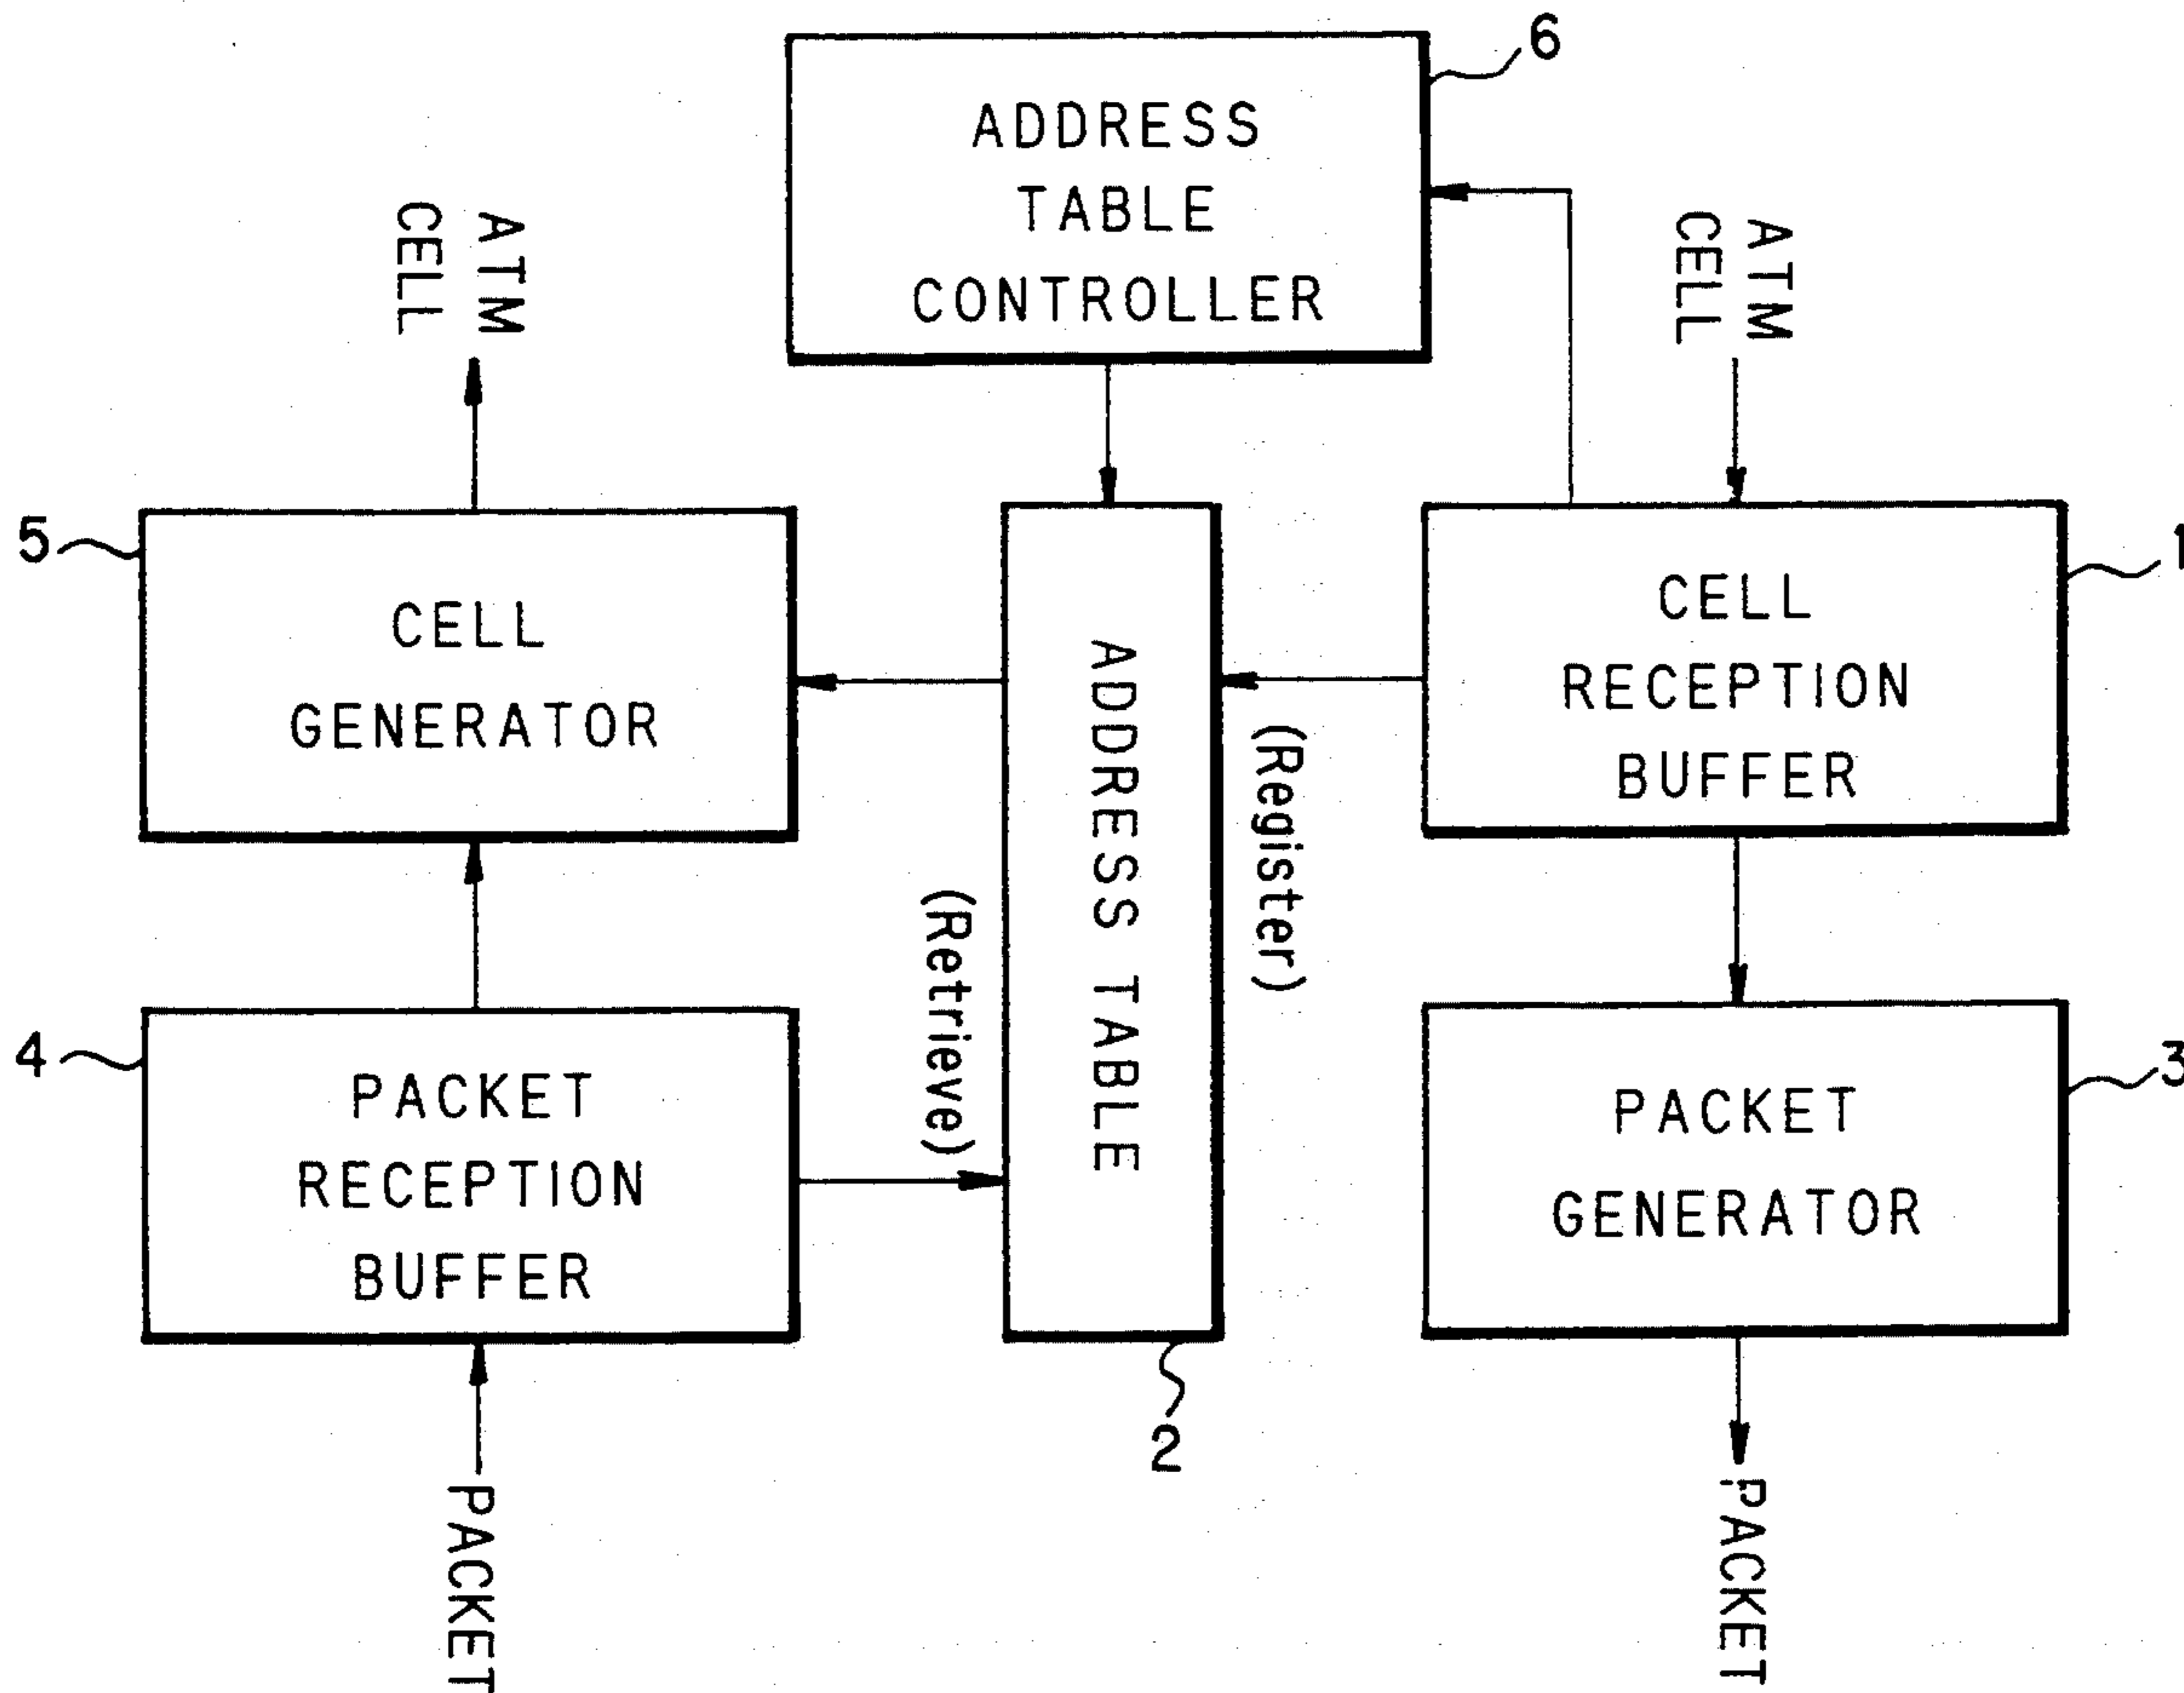 6
ADDRESS
TABLE
CONTROLLER
ATM
CELL
ATM
CELL
5
CELL
GENERATOR
1
CELL
RECEPTION
BUFFER
ADDRESS TABLE
(Register)
(Retrieve)
4
PACKET
RECEPTION
BUFFER
3
PACKET
GENERATOR
2
PACKET
PACKET